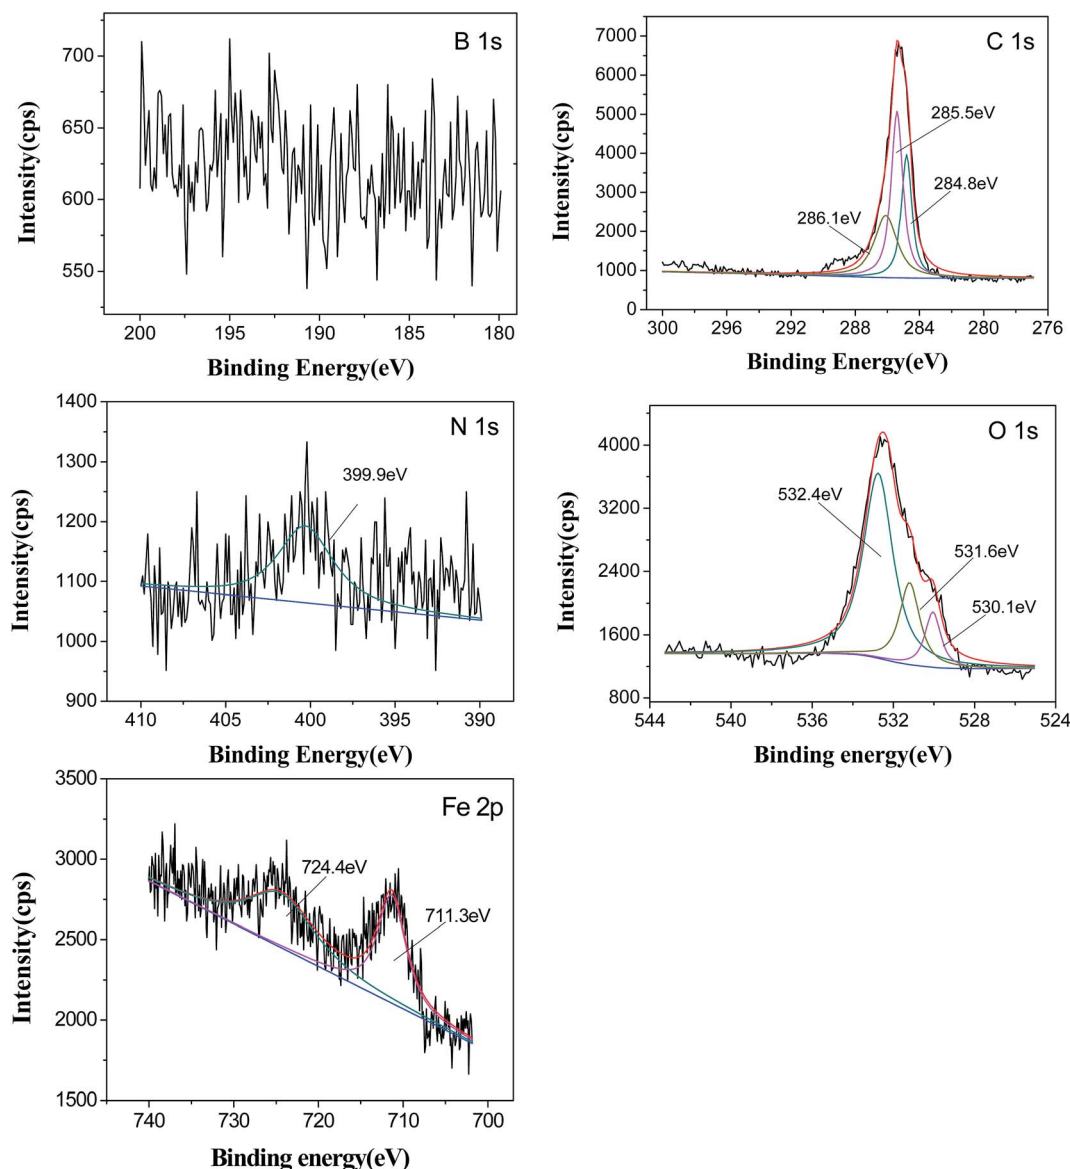 B 1s
Intensity(cps)
700
650
600
550
200
195
190
185
180
Binding Energy(eV)
C 1s
Intensity(cps)
7000
6000
5000
4000
3000
2000
1000
0
285.5eV
284.8eV
286.1eV
300
296
292
288
284
280
276
Binding Energy(eV)
N 1s
Intensity(cps)
1400
1300
1200
1100
1000
900
399.9eV
410
405
400
395
390
Binding Energy(eV)
O 1s
Intensity(cps)
4000
3200
2400
1600
800
532.4eV
531.6eV
530.1eV
544
540
536
532
528
524
Binding energy(eV)
Fe 2p
Intensity(cps)
3500
3000
2500
2000
1500
724.4eV
711.3eV
740
730
720
710
700
Binding energy(eV)